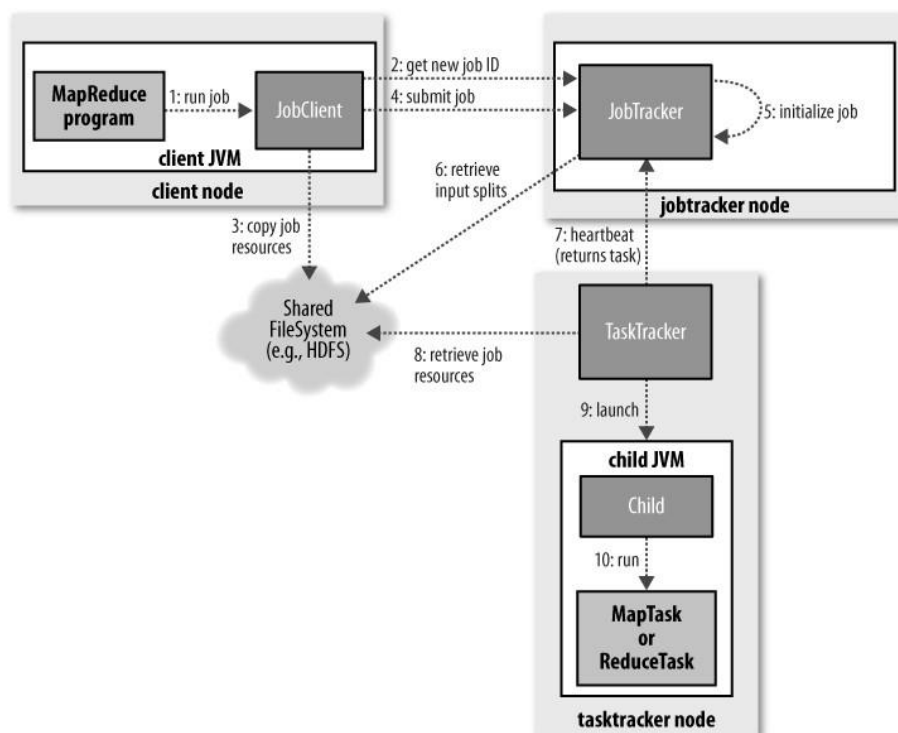 MapReduce
program
1: run job
JobClient
client JVM
client node
2: get new job ID
4: submit job
JobTracker
5: initialize job
jobtracker node
3: copy job
resources
6: retrieve
input splits
7: heartbeat
(returns task)
Shared
FileSystem
(e.g., HDFS)
8: retrieve job
resources
TaskTracker
9: launch
child JVM
Child
10: run
MapTask
or
ReduceTask
tasktracker node